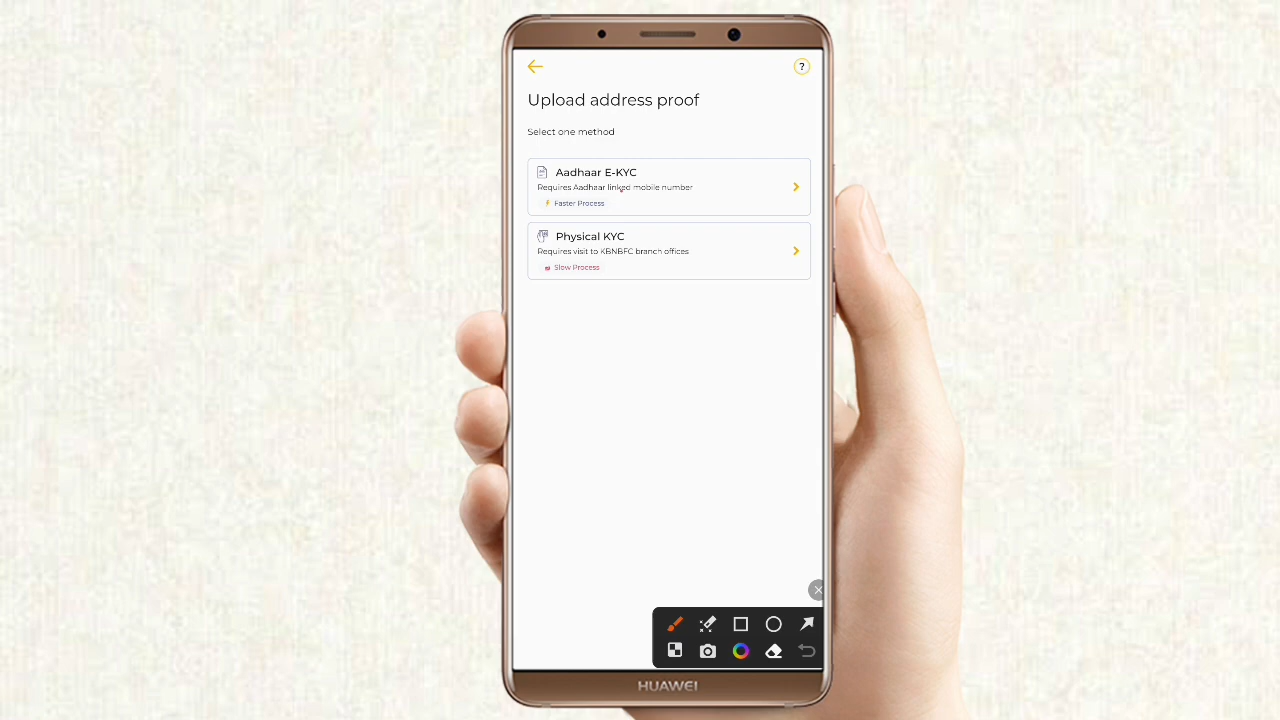 ?
Upload address proof
Select one method
Aadhaar E-KYC
Requires Aadhaar linked mobile number
Faster Process
Physical KYC
Requires visit to KBNBFC branch offices
Slow Process
HUAWEI